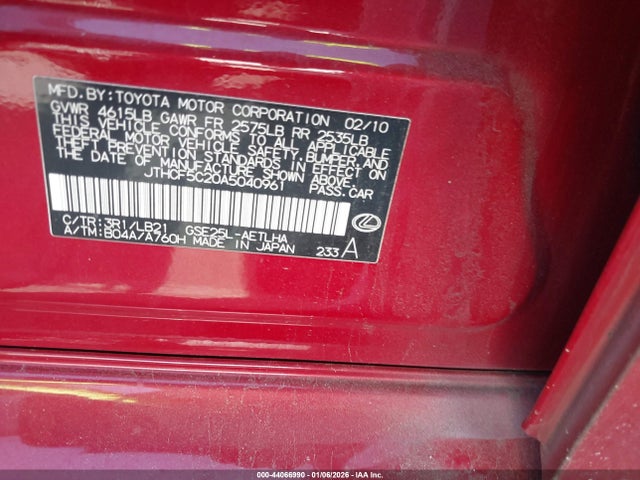 MFD.BY:TOYOTA MOTOR CORPORATION 02/10
GVWR 4615LB GAWR FR 2575LB RR 2535LB
THIS VEHICLE CONFORMS TO ALL APPLICABLE
FEDERAL MOTOR VEHICLE SAFETY,BUMPER,AND
THEFT PREVENTION STANDARDS IN EFFECT ON
THE DATE OF MANUFACTURE SHOWN ABOVE.
JTHCF5C20A5040961 PASS.CAR
C/TR:3R1/LB21 GSE25L-AETLHA
A/TM:B04A/A760H MADE IN JAPAN 233 A
000-44066990 - 01/06/2026 - IAA Inc.